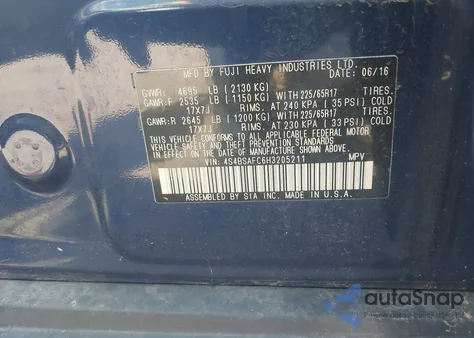 MFD. BY FUJI HEAVY INDUSTRIES LTD.
DATE: 06/16
GVWR: 4695 LB (2130 KG)
GAWR:F 2535 LB (1150 KG) WITH 225/65R17 TIRES.
17X7J RIMS. AT 240 KPA (35 PSI) COLD
GAWR:R 2645 LB (1200 KG) WITH 225/65R17 TIRES.
17X7J RIMS. AT 230 KPA (33 PSI) COLD
THIS VEHICLE CONFORMS TO ALL APPLICABLE FEDERAL MOTOR
VEHICLE SAFETY STANDARDS IN EFFECT ON THE DATE OF
MANUFACTURE SHOWN ABOVE.
VIN: 4S4BSAFC6H3205211 MPV
ASSEMBLED BY SIA INC. MADE IN U.S.A.
autoSnap
POWERED BY CARFAST